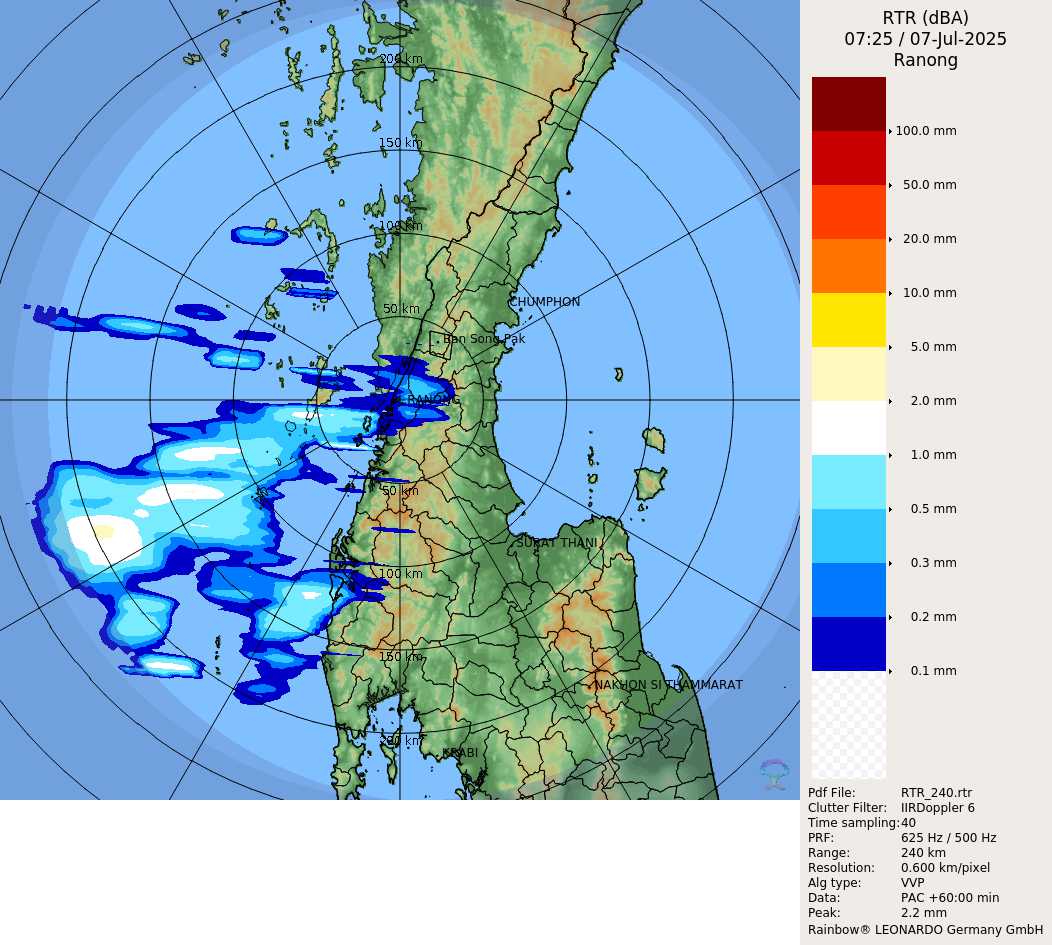 RTR (dBA)
07:25 / 07-Jul-2025
Ranong
200 km
150 km
100 km
50 km
CHUMPHON
Ban Song Pak
RANONG
50 km
SURAT THANI
100 km
150 km
NAKHON SI THAMMARAT
200 km
KRABI
100.0 mm
50.0 mm
20.0 mm
10.0 mm
5.0 mm
2.0 mm
1.0 mm
0.5 mm
0.3 mm
0.2 mm
0.1 mm
Pdf File: RTR_240.rtr
Clutter Filter: IIRDoppler 6
Time sampling: 40
PRF: 625 Hz / 500 Hz
Range: 240 km
Resolution: 0.600 km/pixel
Alg type: VVP
Data: PAC +60:00 min
Peak: 2.2 mm
Rainbow® LEONARDO Germany GmbH